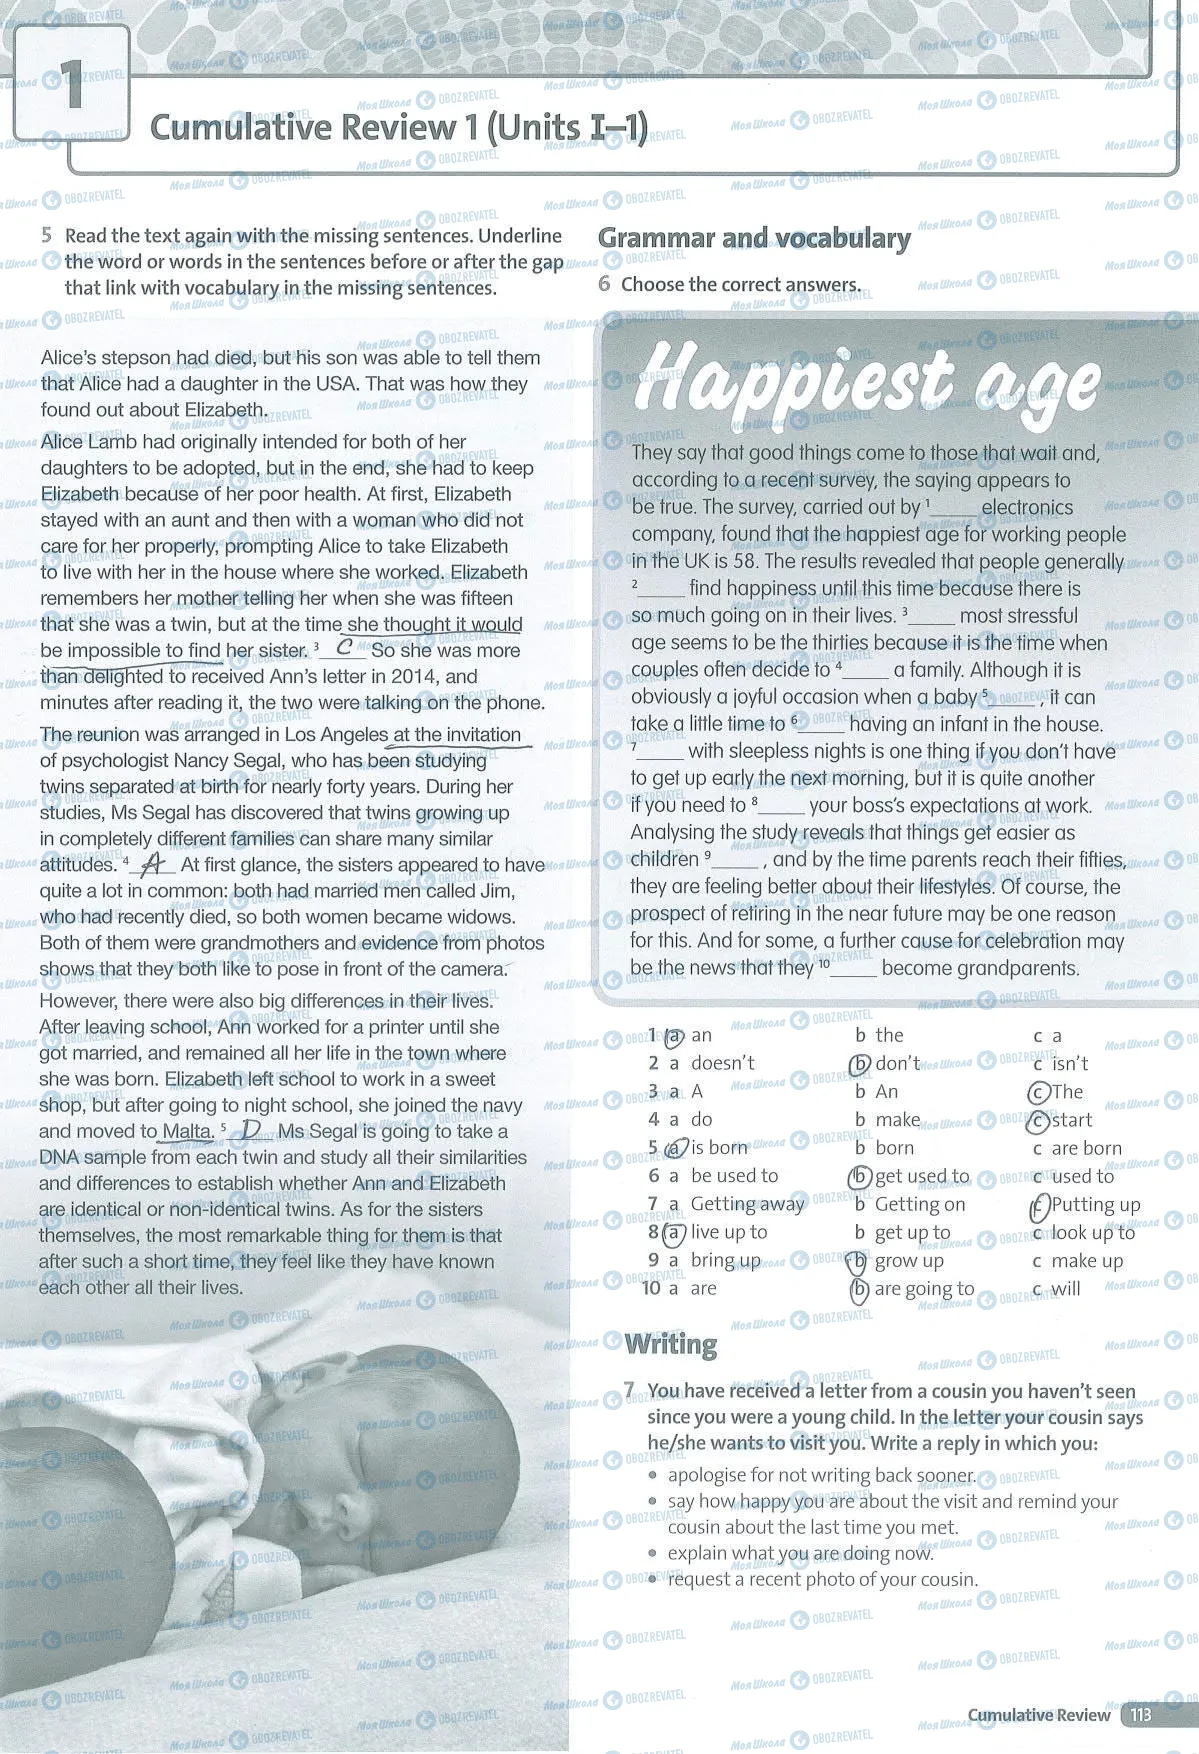 1
Cumulative Review 1 (Units I–1)
5 Read the text again with the missing sentences. Underline
the word or words in the sentences before or after the gap
that link with vocabulary in the missing sentences.
Alice's stepson had died, but his son was able to tell them
that Alice had a daughter in the USA. That was how they
found out about Elizabeth.
Alice Lamb had originally intended for both of her
daughters to be adopted, but in the end, she had to keep
Elizabeth because of her poor health. At first, Elizabeth
stayed with an aunt and then with a woman who did not
care for her properly, prompting Alice to take Elizabeth
to live with her in the house where she worked. Elizabeth
remembers her mother telling her when she was fifteen
that she was a twin, but at the time she thought it would
be impossible to find her sister. 3 C So she was more
than delighted to received Ann's letter in 2014, and
minutes after reading it, the two were talking on the phone.
The reunion was arranged in Los Angeles at the invitation
of psychologist Nancy Segal, who has been studying
twins separated at birth for nearly forty years. During her
studies, Ms Segal has discovered that twins growing up
in completely different families can share many similar
attitudes. 4 A At first glance, the sisters appeared to have
quite a lot in common: both had married men called Jim,
who had recently died, so both women became widows.
Both of them were grandmothers and evidence from photos
shows that they both like to pose in front of the camera.
However, there were also big differences in their lives.
After leaving school, Ann worked for a printer until she
got married, and remained all her life in the town where
she was born. Elizabeth left school to work in a sweet
shop, but after going to night school, she joined the navy
and moved to Malta. 5 D Ms Segal is going to take a
DNA sample from each twin and study all their similarities
and differences to establish whether Ann and Elizabeth
are identical or non-identical twins. As for the sisters
themselves, the most remarkable thing for them is that
after such a short time, they feel like they have known
each other all their lives.
Grammar and vocabulary
6 Choose the correct answers.
Happiest age
They say that good things come to those that wait and,
according to a recent survey, the saying appears to
be true. The survey, carried out by 1_____ electronics
company, found that the happiest age for working people
in the UK is 58. The results revealed that people generally
2_____ find happiness until this time because there is
so much going on in their lives. 3_____ most stressful
age seems to be the thirties because it is the time when
couples often decide to 4_____ a family. Although it is
obviously a joyful occasion when a baby 5_____, it can
take a little time to 6_____ having an infant in the house.
7_____ with sleepless nights is one thing if you don't have
to get up early the next morning, but it is quite another
if you need to 8_____ your boss's expectations at work.
Analysing the study reveals that things get easier as
children 9_____, and by the time parents reach their fifties,
they are feeling better about their lifestyles. Of course, the
prospect of retiring in the near future may be one reason
for this. And for some, a further cause for celebration may
be the news that they 10_____ become grandparents.
1 a an b the c a
2 a doesn't b don't c isn't
3 a A b An c The
4 a do b make c start
5 a is born b born c are born
6 a be used to b get used to c used to
7 a Getting away b Getting on c Putting up
8 a live up to b get up to c look up to
9 a bring up b grow up c make up
10 a are b are going to c will
Writing
7 You have received a letter from a cousin you haven't seen
since you were a young child. In the letter your cousin says
he/she wants to visit you. Write a reply in which you:
• apologise for not writing back sooner.
• say how happy you are about the visit and remind your
cousin about the last time you met.
• explain what you are doing now.
• request a recent photo of your cousin.
Cumulative Review 113
Моя Школа OBOZREVATEL